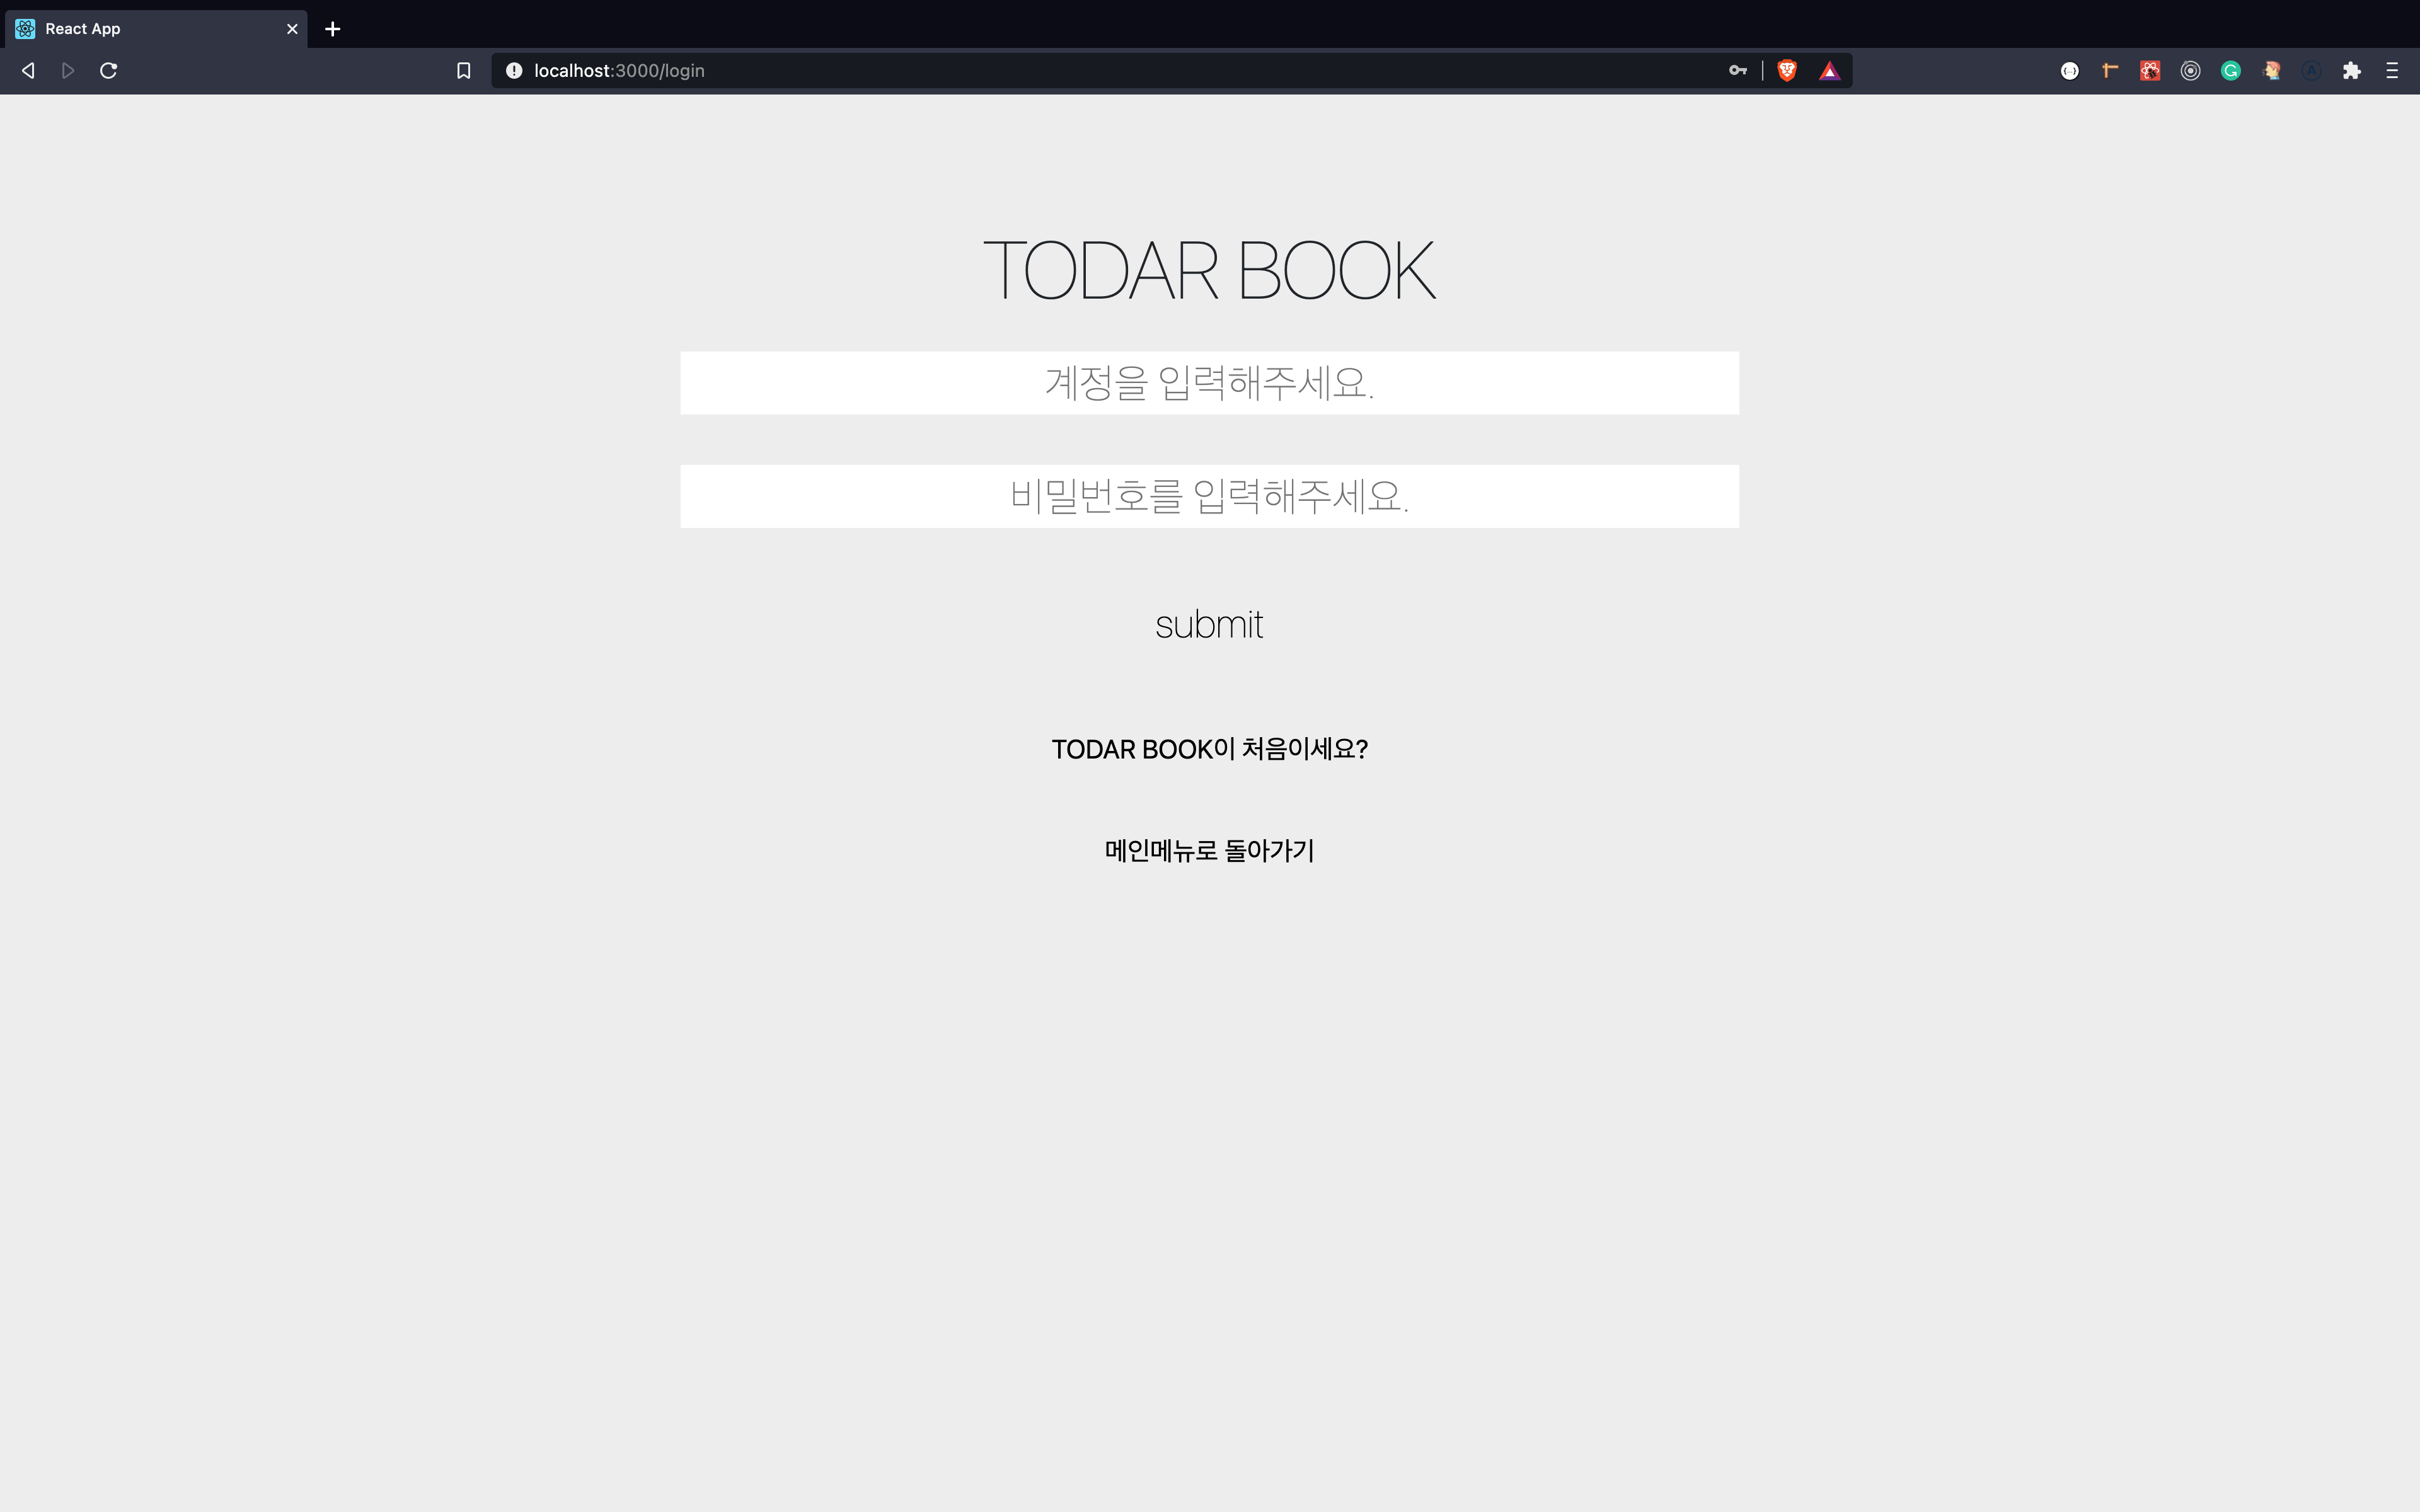 React App
localhost:3000/login
TODAR BOOK
계정을 입력해주세요.
비밀번호를 입력해주세요.
submit
TODAR BOOK이 처음이세요?
메인메뉴로 돌아가기